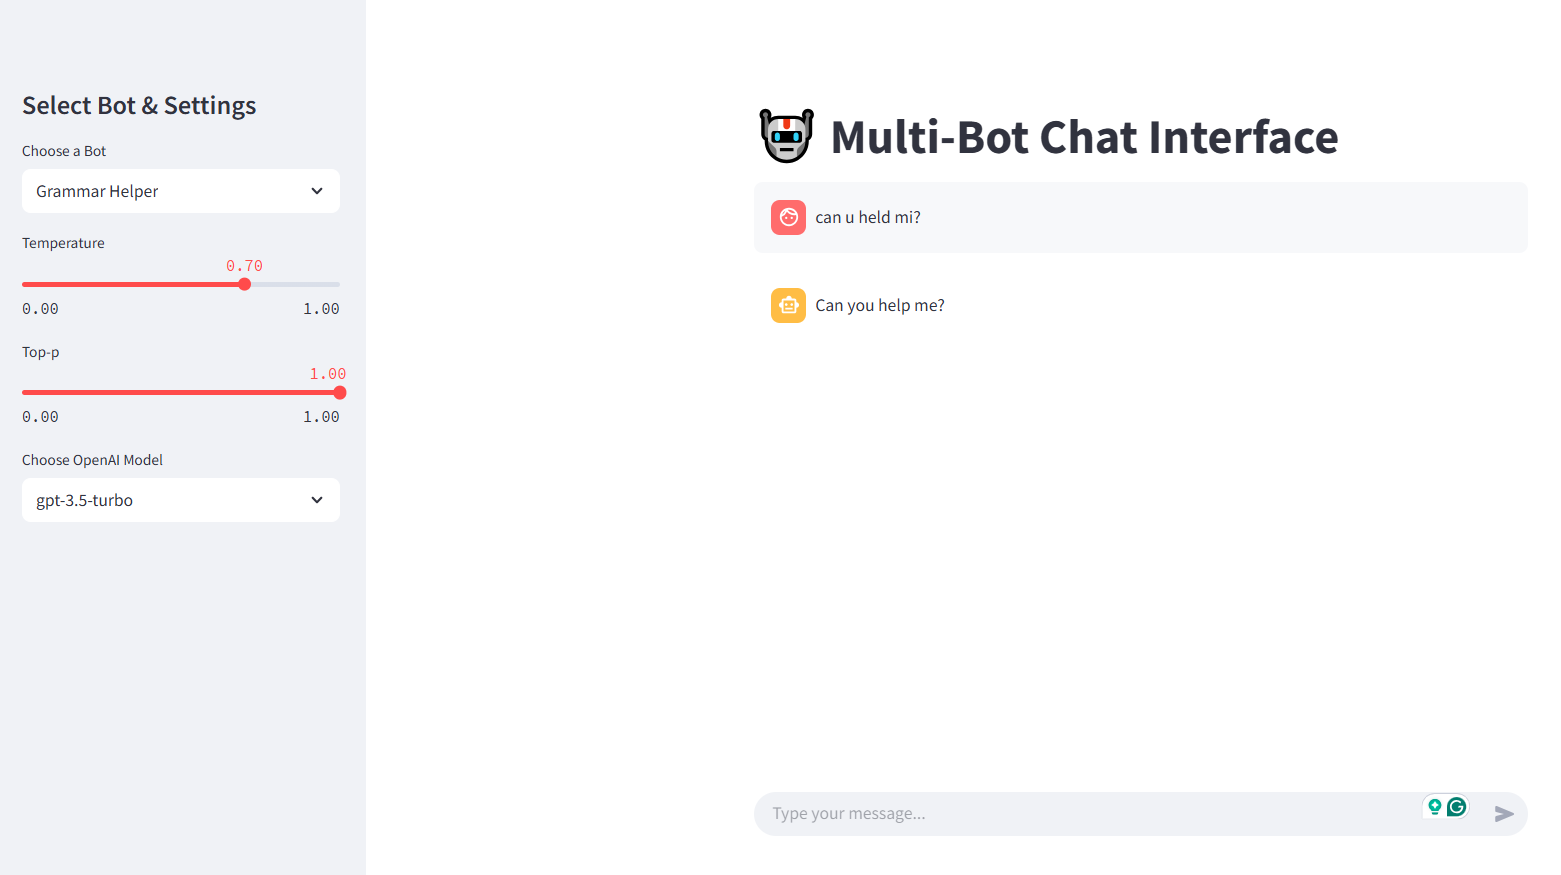 Select Bot & Settings
Choose a Bot
Grammar Helper
Temperature
0.70
0.00 1.00
Top-p
1.00
0.00 1.00
Choose OpenAI Model
gpt-3.5-turbo
Multi-Bot Chat Interface
can u held mi?
Can you help me?
Type your message...